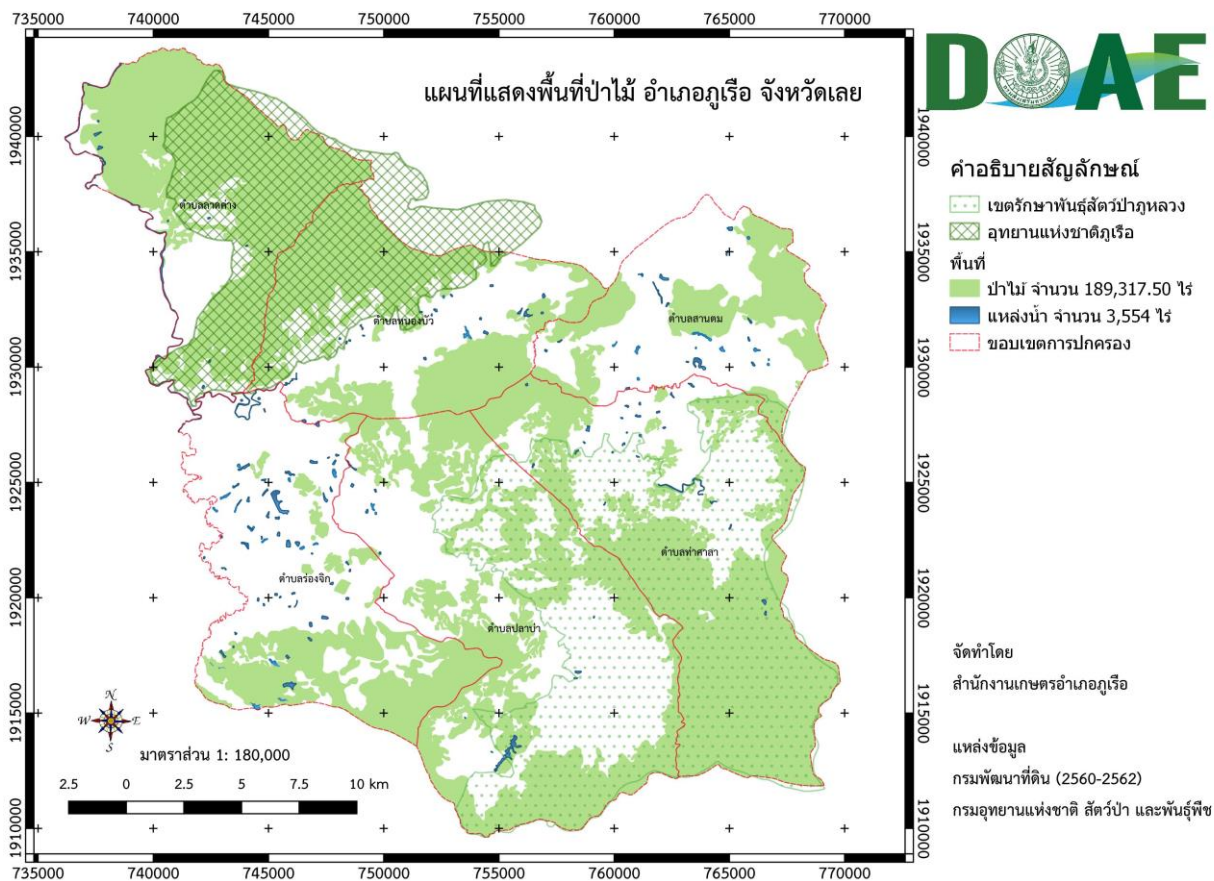 735000 740000 745000 750000 755000 760000 765000 770000
แผนที่แสดงพื้นที่ป่าไม้ อำเภอภูเรือ จังหวัดเลย
DOAE
1940000 1940000
1935000 1935000
1930000 1930000
1925000 1925000
1920000 1920000
1915000 1915000
1910000 1910000
คำอธิบายสัญลักษณ์
เขตรักษาพันธุ์สัตว์ป่าภูหลวง
อุทยานแห่งชาติภูเรือ
พื้นที่
ป่าไม้ จำนวน 189,317.50 ไร่
แหล่งน้ำ จำนวน 3,554 ไร่
ขอบเขตการปกครอง
ตำบลลาดค่าง
ตำบลหนองบัว
ตำบลสานตม
ตำบลท่าศาลา
ตำบลร่องจิก
ตำบลปลาบ่า
N
W E
S
มาตราส่วน 1: 180,000
2.5 0 2.5 5 7.5 10 km
จัดทำโดย
สำนักงานเกษตรอำเภอภูเรือ
แหล่งข้อมูล
กรมพัฒนาที่ดิน (2560-2562)
กรมอุทยานแห่งชาติ สัตว์ป่า และพันธุ์พืช
735000 740000 745000 750000 755000 760000 765000 770000